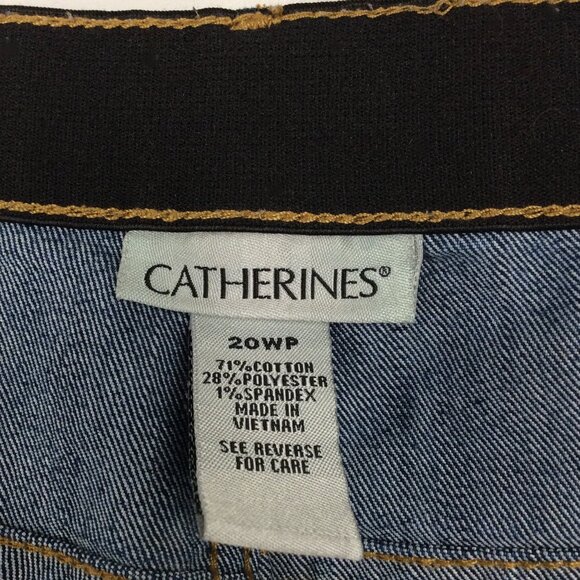 CATHERINES®
20WP
71%COTTON
28%POLYESTER
1%SPANDEX
MADE IN
VIETNAM
SEE REVERSE
FOR CARE